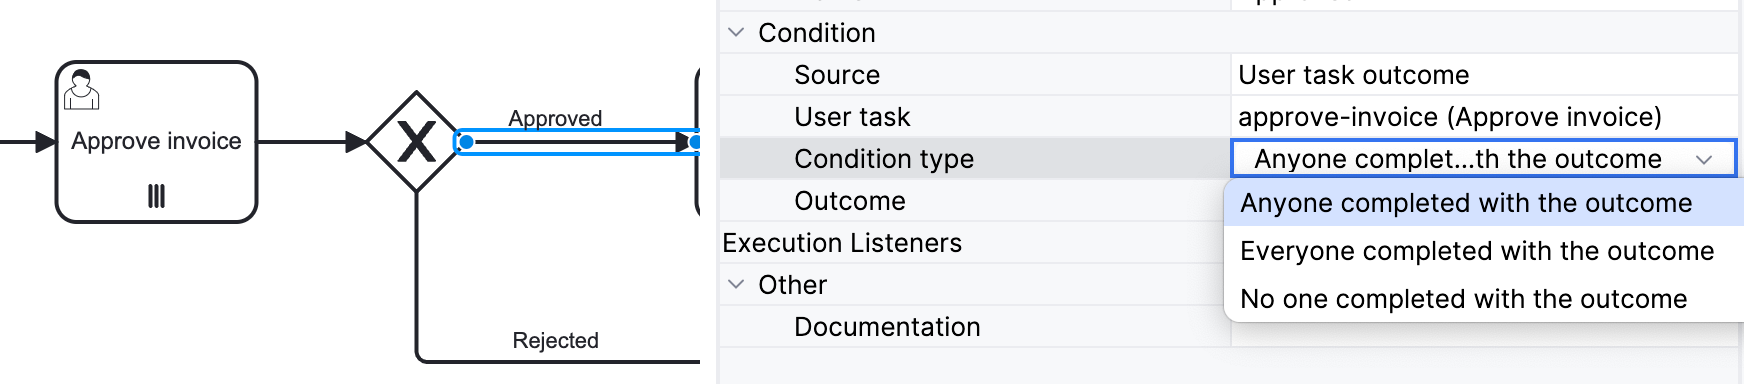 Approve invoice
Approved
Rejected
Condition
Source
User task outcome
User task
approve-invoice (Approve invoice)
Condition type
Anyone complet...th the outcome
Outcome
Anyone completed with the outcome
Execution Listeners
Everyone completed with the outcome
Other
No one completed with the outcome
Documentation